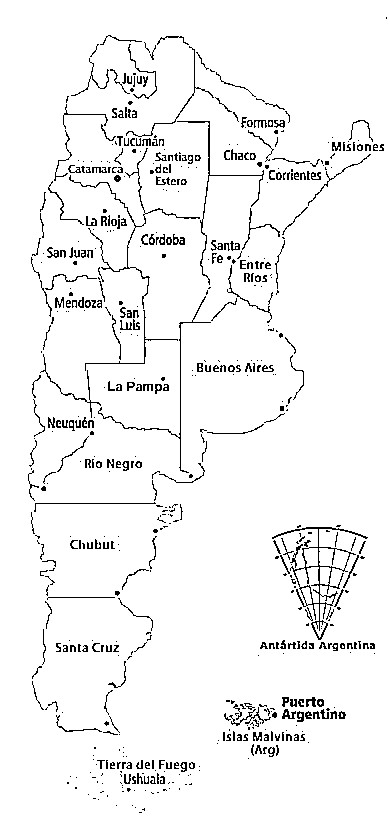 Jujuy
Salta
Formosa
Tucumán
Misiones
Chaco
Catamarca
Santiago
del
Estero
Corrientes
La Rioja
Córdoba
San Juan
Santa
Fe
Entre
Ríos
Mendoza
San
Luis
Buenos Aires
La Pampa
Neuquén
Río Negro
Chubut
Santa Cruz
Antártida Argentina
Puerto
Argentino
Islas Malvinas
(Arg)
Tierra del Fuego
Ushuala